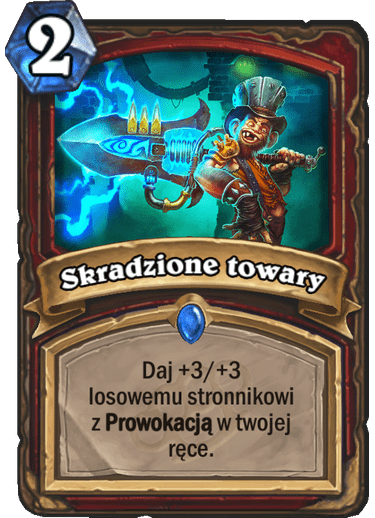 2
Skradzione towary
Daj +3/+3
losowemu stronnikowi
z Prowokacją w twojej
ręce.